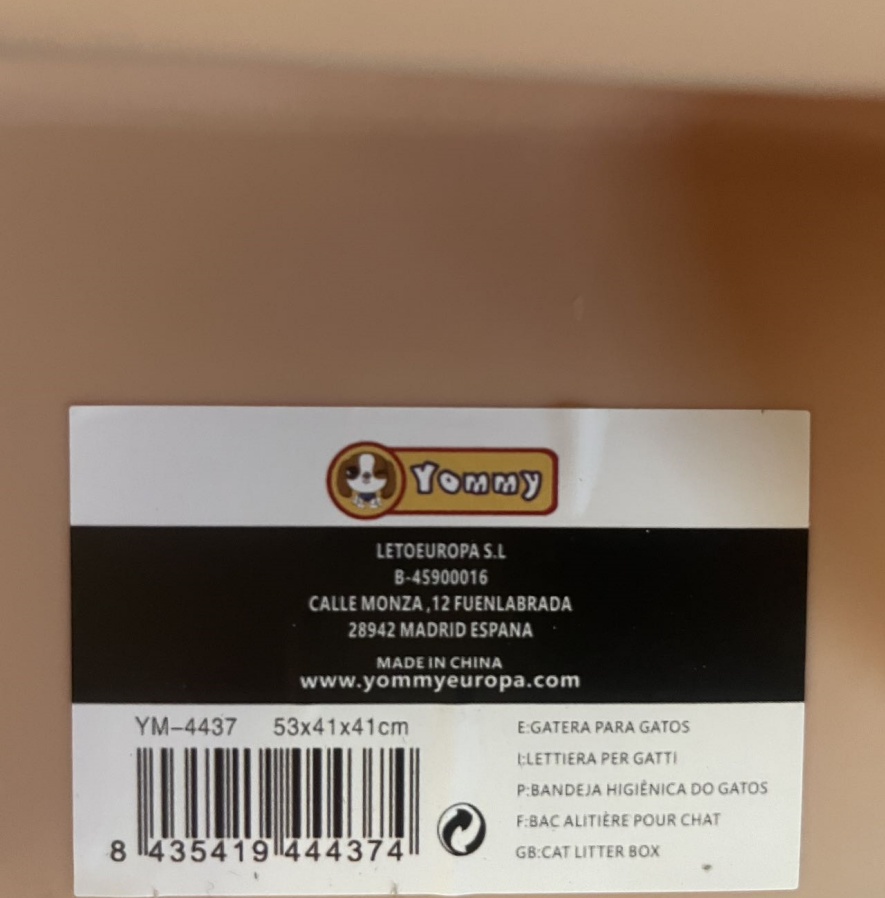 Yommy
LETOEUROPA S.L
B-45900016
CALLE MONZA ,12 FUENLABRADA
28942 MADRID ESPANA
MADE IN CHINA
www.yommyeuropa.com
YM-4437 53x41x41cm
8 435419 444374
E:GATERA PARA GATOS
I:LETTIERA PER GATTI
P:BANDEJA HIGIÊNICA DO GATOS
F:BAC ALITIÈRE POUR CHAT
GB:CAT LITTER BOX